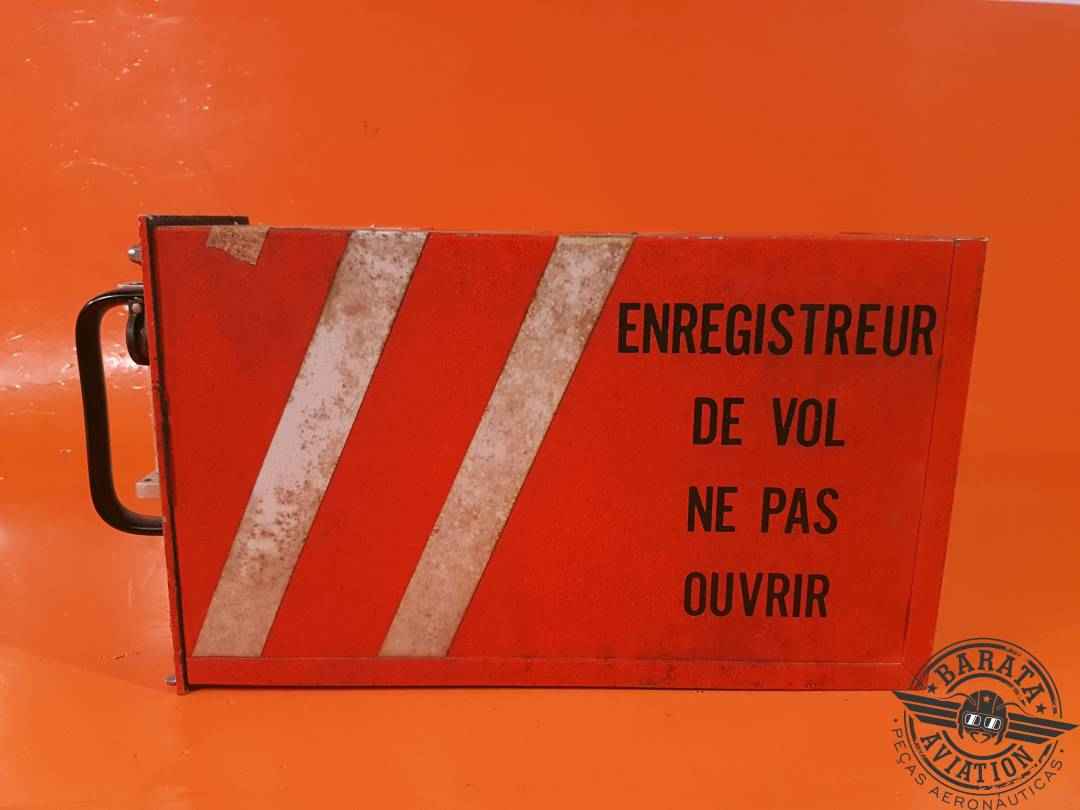 ENREGISTREUR
DE VOL
NE PAS
OUVRIR
BARATA
AVIATION
PEÇAS AERONÁUTICAS